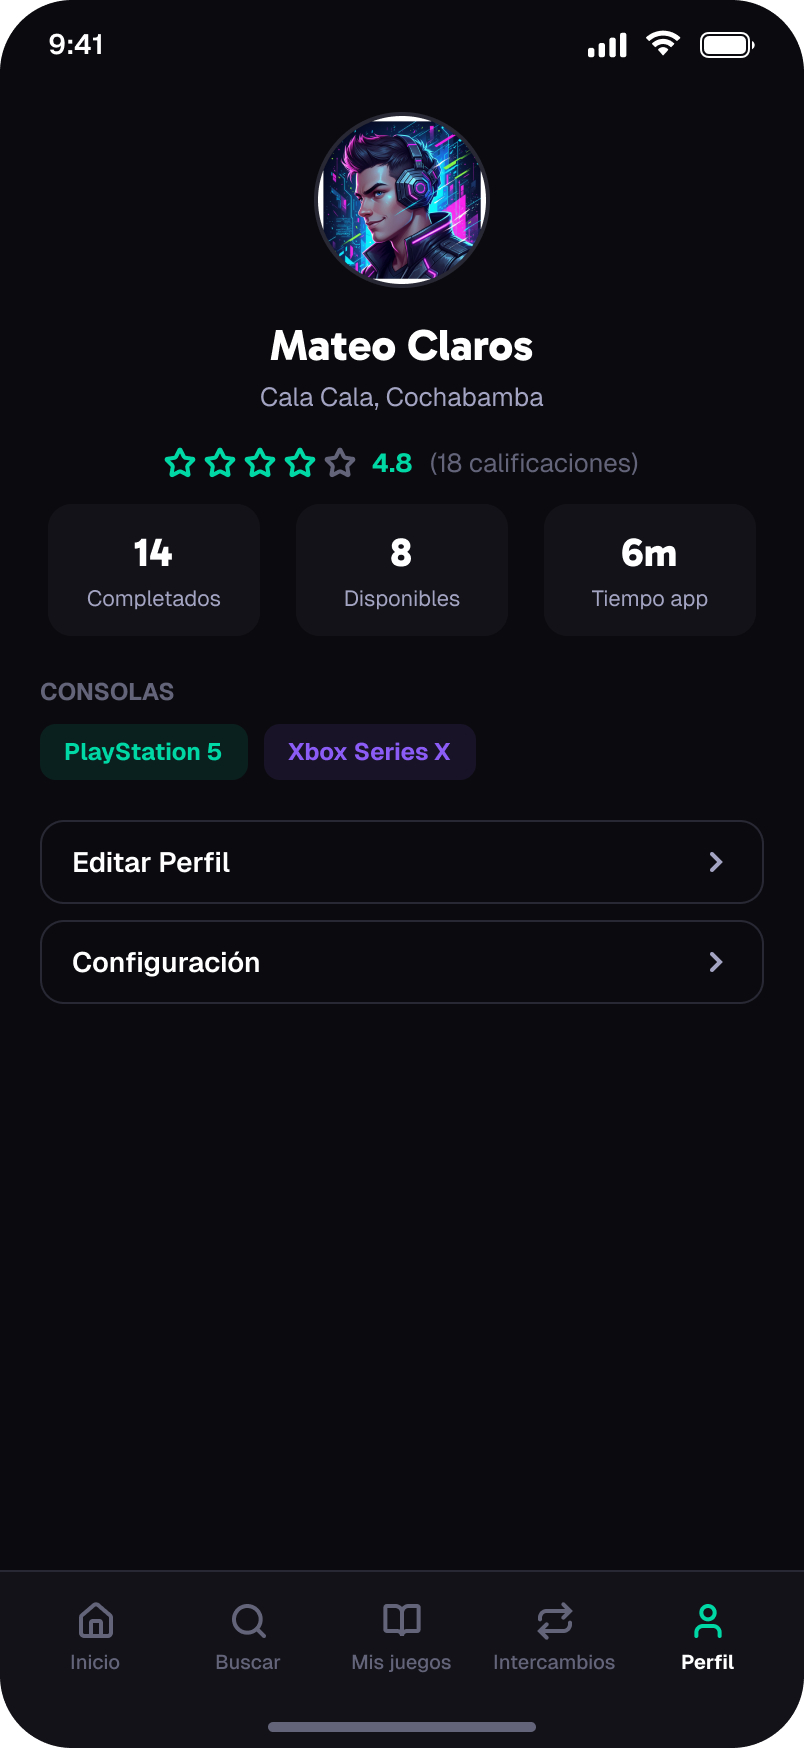 9:41
Mateo Claros
Cala Cala, Cochabamba
4.8 (18 calificaciones)
14 8 6m
Completados Disponibles Tiempo app
CONSOLAS
PlayStation 5 Xbox Series X
Editar Perfil
Configuración
Inicio Buscar Mis juegos Intercambios Perfil